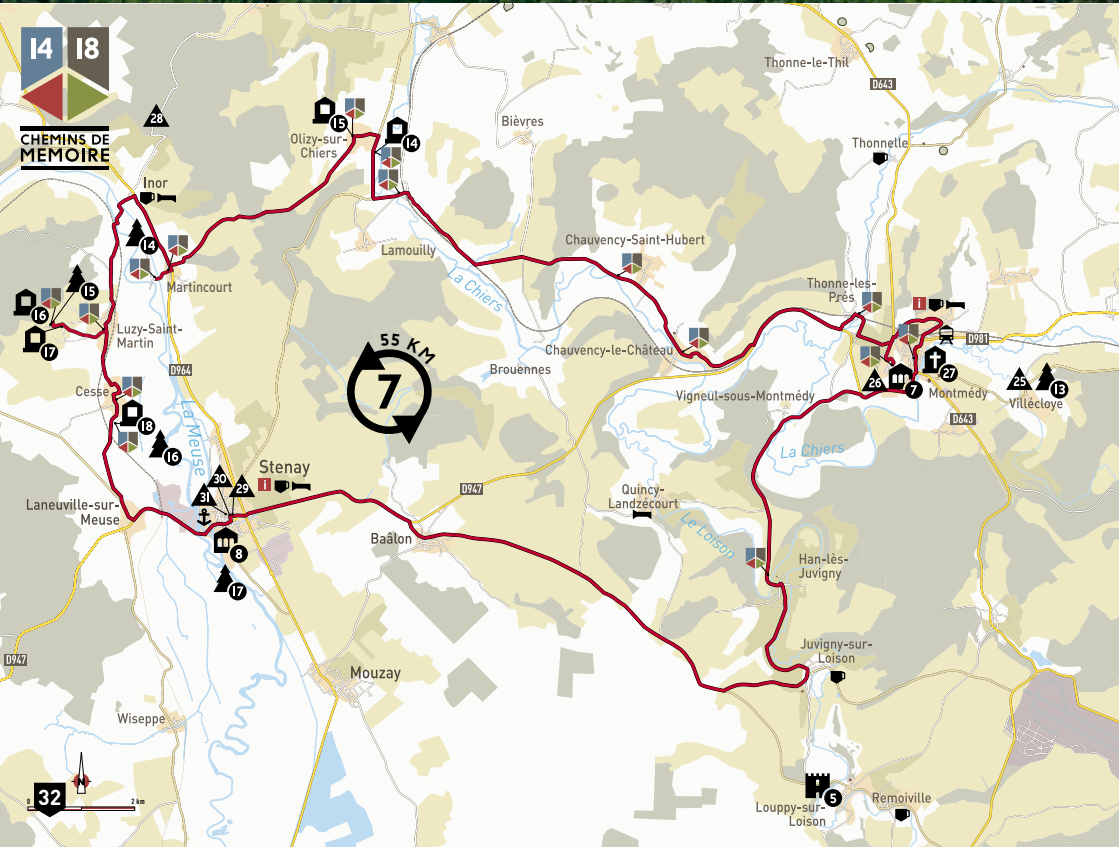 14 18
CHEMINS DE
MEMOIRE
28
15
Olizy-sur-
Chiers
14
Bièvres
Thonne-le-Thil
D643
Thonnelle
Inor
14
Martincourt
Lamouilly
La Chiers
Chauvency-Saint-Hubert
15
16
17
Luzy-Saint-
Martin
Thonne-les-
Prés
i
D981
55 KM
7
D964
Chauvency-le-Château
Brouennes
Cesse
18
16
La Meuse
Vigneul-sous-Montmédy
26
7
27
Montmédy
25
13
Villécloye
D643
La Chiers
Stenay
i
30
29
31
D947
Laneuville-sur-
Meuse
8
17
Baâlon
Quincy-
Landzécourt
Le Loison
Han-lès-
Juvigny
D947
Juvigny-sur-
Loison
Mouzay
Wiseppe
N
32
0
2 km
5
Louppy-sur-
Loison
Remoiville